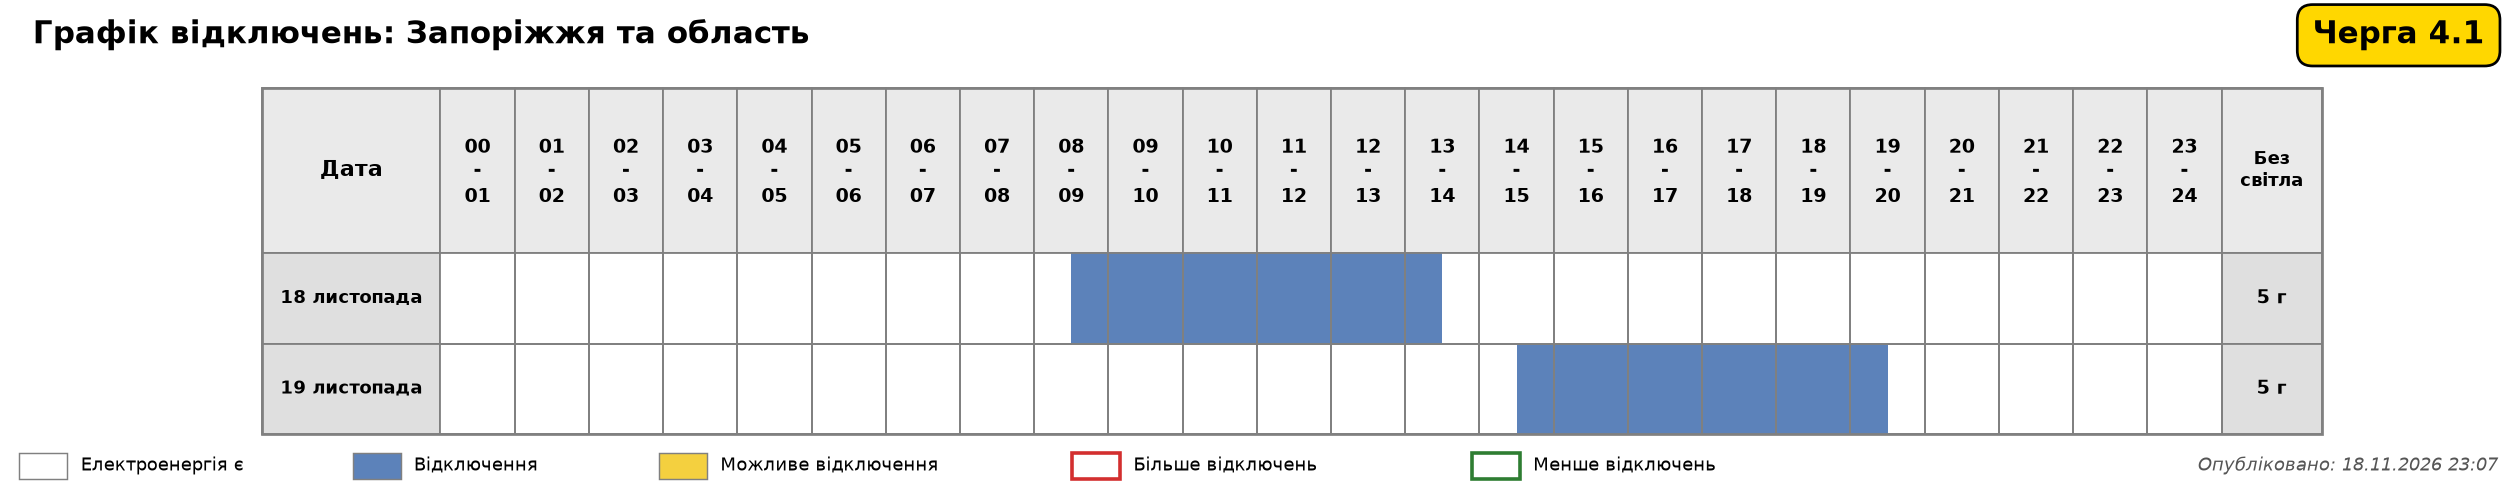 Графік відключень: Запоріжжя та область
Черга 4.1
Дата
00 - 01
01 - 02
02 - 03
03 - 04
04 - 05
05 - 06
06 - 07
07 - 08
08 - 09
09 - 10
10 - 11
11 - 12
12 - 13
13 - 14
14 - 15
15 - 16
16 - 17
17 - 18
18 - 19
19 - 20
20 - 21
21 - 22
22 - 23
23 - 24
Без
світла
18 листопада
5 г
19 листопада
5 г
Електроенергія є
Відключення
Можливе відключення
Більше відключень
Менше відключень
Опубліковано: 18.11.2026 23:07